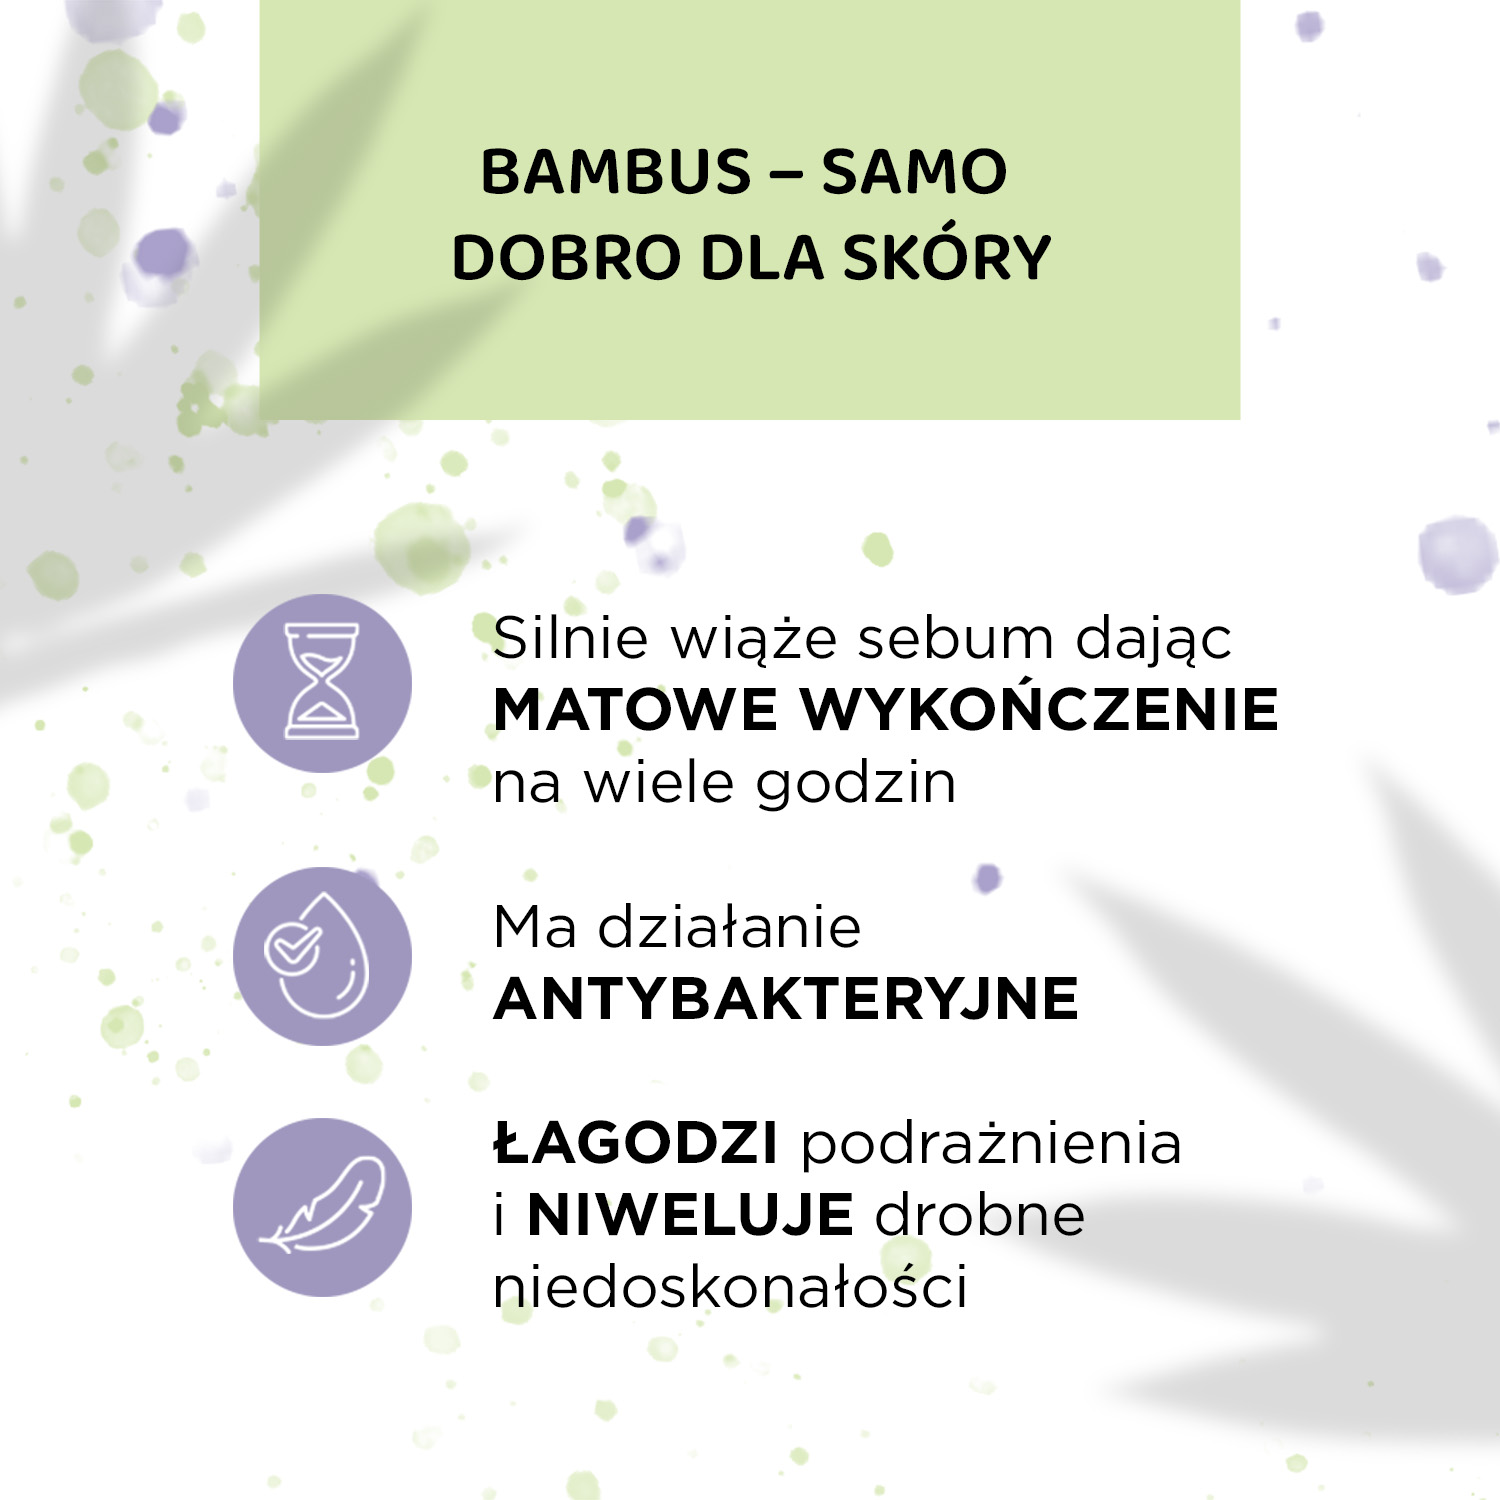 BAMBUS – SAMO
DOBRO DLA SKÓRY
Silnie wiąże sebum dając
MATOWE WYKOŃCZENIE
na wiele godzin
Ma działanie
ANTYBAKTERYJNE
ŁAGODZI podrażnienia
i NIWELUJE drobne
niedoskonałości